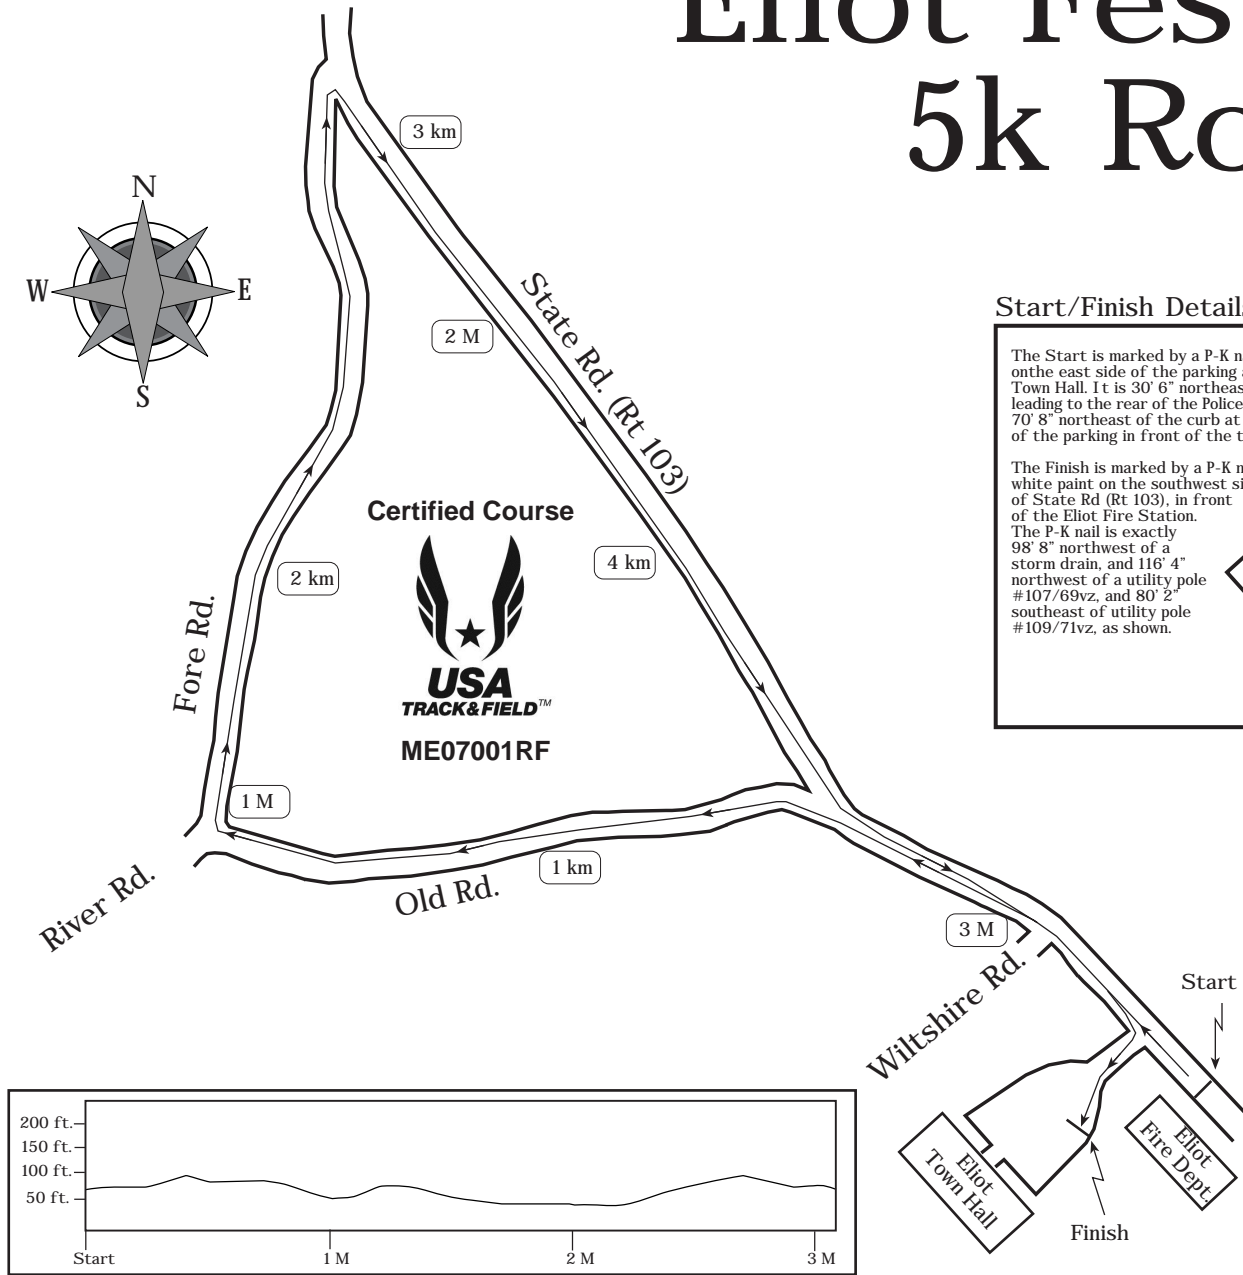 Eliot Fes
5k Ro
3 km
N
W
E
S
2 M
State Rd. (Rt 103)
Start/Finish Details
The Start is marked by a P-K n
onthe east side of the parking
Town Hall. I t is 30' 6" northeas
leading to the rear of the Police
70' 8" northeast of the curb at
of the parking in front of the t
The Finish is marked by a P-K n
white paint on the southwest si
of State Rd (Rt 103), in front
of the Eliot Fire Station.
The P-K nail is exactly
98' 8" northwest of a
storm drain, and 116' 4"
northwest of a utility pole
#107/69vz, and 80' 2"
southeast of utility pole
#109/71vz, as shown.
Certified Course
USA
TRACK&FIELD™
ME07001RF
4 km
2 km
Fore Rd.
1 M
1 km
River Rd.
Old Rd.
3 M
Wiltshire Rd.
Start
Eliot
Fire Dept.
Eliot
Town Hall
Finish
200 ft.
150 ft.
100 ft.
50 ft.
Start
1 M
2 M
3 M